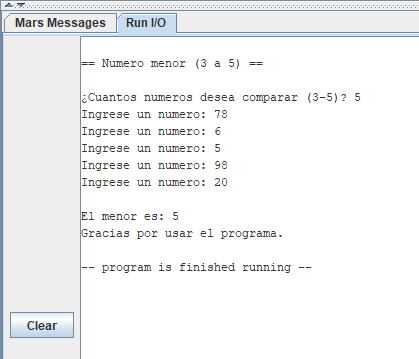 Mars Messages Run I/O
== Numero menor (3 a 5) ==
¿Cuantos numeros desea comparar (3-5)? 5
Ingrese un numero: 78
Ingrese un numero: 6
Ingrese un numero: 5
Ingrese un numero: 98
Ingrese un numero: 20
El menor es: 5
Gracias por usar el programa.
-- program is finished running --
Clear